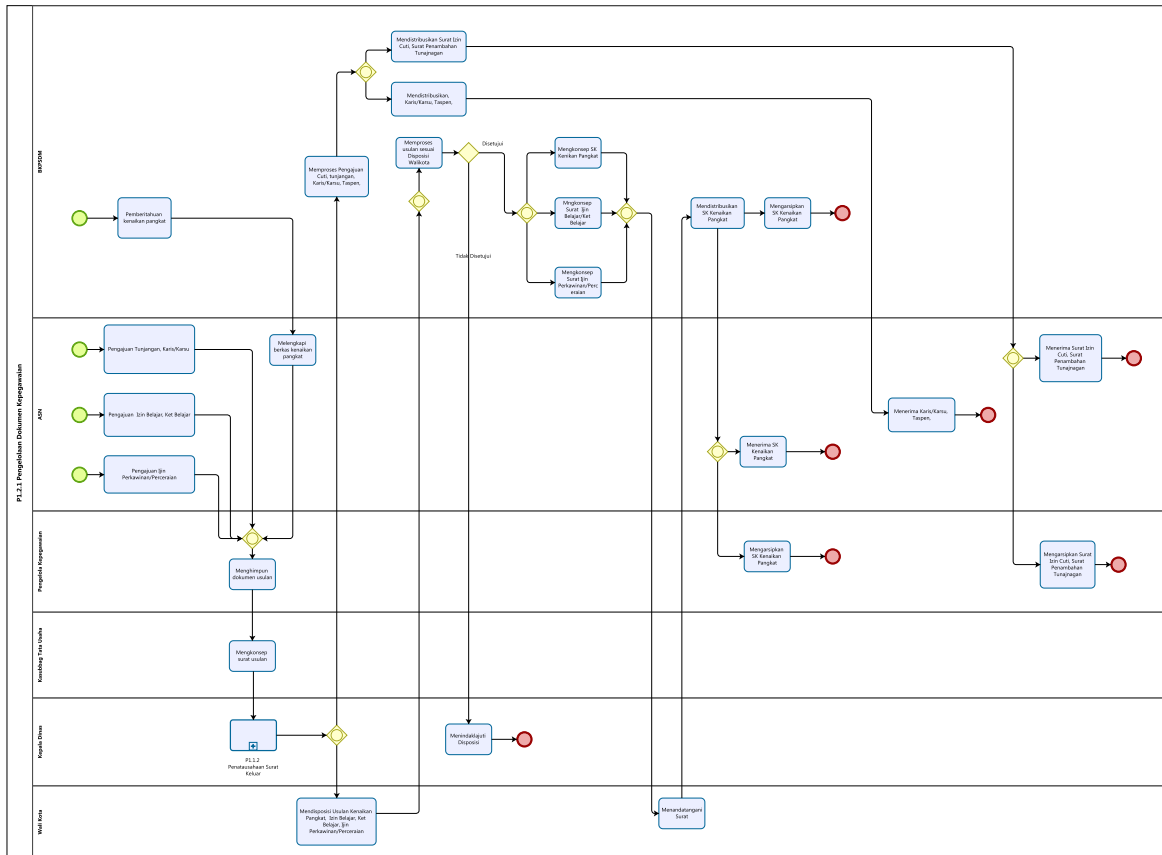 P1.2.1 Pengelolaan Dokumen Kepegawaian
BKPSDM
Mendistribusikan Surat Izin
Cuti, Surat Penambahan
Tunajnagan
Mendistribusikan,
Karis/Karsu, Taspen,
Memproses
usulan sesuai
Disposisi
Walikota
Disetujui
Mengkonsep SK
Kenikan Pangkat
Memproses Pengajuan
Cuti, tunjangan,
Karis/Karsu, Taspen,
Pemberitahuan
kenaikan pangkat
Mngkonsep
Surat Ijin
Belajar/Ket
Belajar
Mendistribusikan
SK Kenaikan
Pangkat
Mengarsipkan
SK Kenaikan
Pangkat
Tidak Disetujui
Mengkonsep
Surat Ijin
Perkawinan/Perc
eraian
ASN
Pengajuan Tunjangan, Karis/Karsu
Melengkapi
berkas kenaikan
pangkat
Menerima Surat Izin
Cuti, Surat
Penambahan
Tunajnagan
Pengajuan Izin Belajar, Ket Belajar
Menerima Karis/Karsu,
Taspen,
Menerima SK
Kenaikan
Pangkat
Pengajuan Ijin
Perkawinan/Perceraian
Pengelola Kepegawaian
Menghimpun
dokumen usulan
Mengarsipkan
SK Kenaikan
Pangkat
Mengarsipkan Surat
Izin Cuti, Surat
Penambahan
Tunajnagan
Kasubbag Tata Usaha
Mengkonsep
surat usulan
Kepala Dinas
P1.1.2
Penatausahaan Surat
Keluar
Menindaklajuti
Disposisi
Wali Kota
Mendisposisi Usulan Kenaikan
Pangkat, Izin Belajar, Ket
Belajar, Ijin
Perkawinan/Perceraian
Menandatangani
Surat